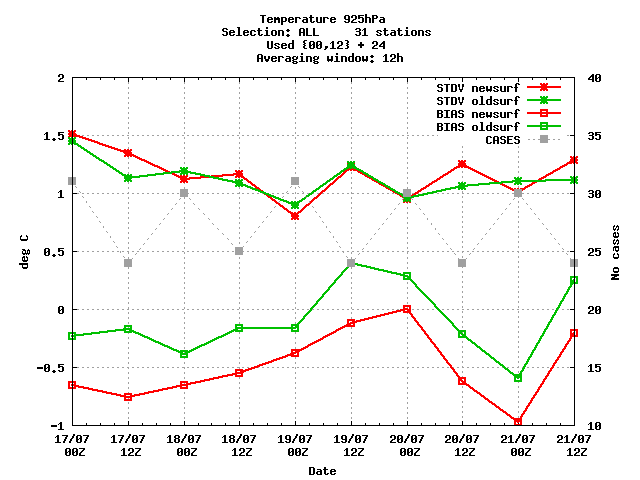 Temperature 925hPa
Selection: ALL     31 stations
Used {00,12} + 24
Averaging window: 12h
STDV newsurf
STDV oldsurf
BIAS newsurf
BIAS oldsurf
CASES
2
1.5
1
0.5
0
-0.5
-1
deg C
40
35
30
25
20
15
10
No cases
17/07 17/07 18/07 18/07 19/07 19/07 20/07 20/07 21/07 21/07
00Z 12Z 00Z 12Z 00Z 12Z 00Z 12Z 00Z 12Z
Date